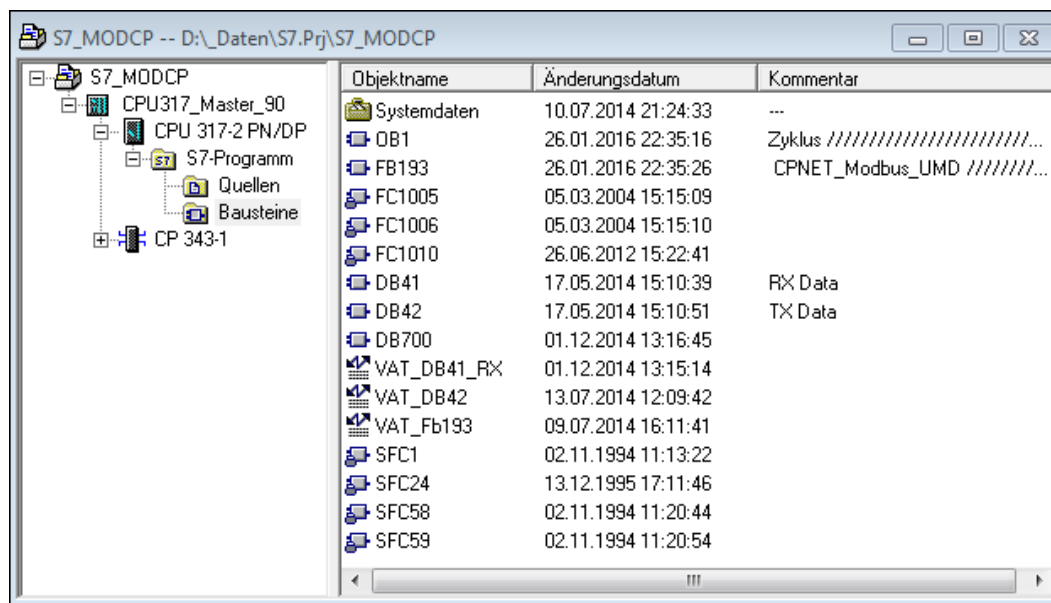 S7_MODCP -- D:\_Daten\S7.Prj\S7_MODCP
S7_MODCP
CPU317_Master_90
CPU 317-2 PN/DP
S7-Programm
Quellen
Bausteine
CP 343-1
Objektname Änderungsdatum Kommentar
Systemdaten 10.07.2014 21:24:33 ---
OB1 26.01.2016 22:35:16 Zyklus ////////////////////////...
FB193 26.01.2016 22:35:26 CPNET_Modbus_UMD ////////...
FC1005 05.03.2004 15:15:09
FC1006 05.03.2004 15:15:10
FC1010 26.06.2012 15:22:41
DB41 17.05.2014 15:10:39 RX Data
DB42 17.05.2014 15:10:51 TX Data
DB700 01.12.2014 13:16:45
VAT_DB41_RX 01.12.2014 13:15:14
VAT_DB42 13.07.2014 12:09:42
VAT_Fb193 09.07.2014 16:11:41
SFC1 02.11.1994 11:13:22
SFC24 13.12.1995 17:11:46
SFC58 02.11.1994 11:20:44
SFC59 02.11.1994 11:20:54